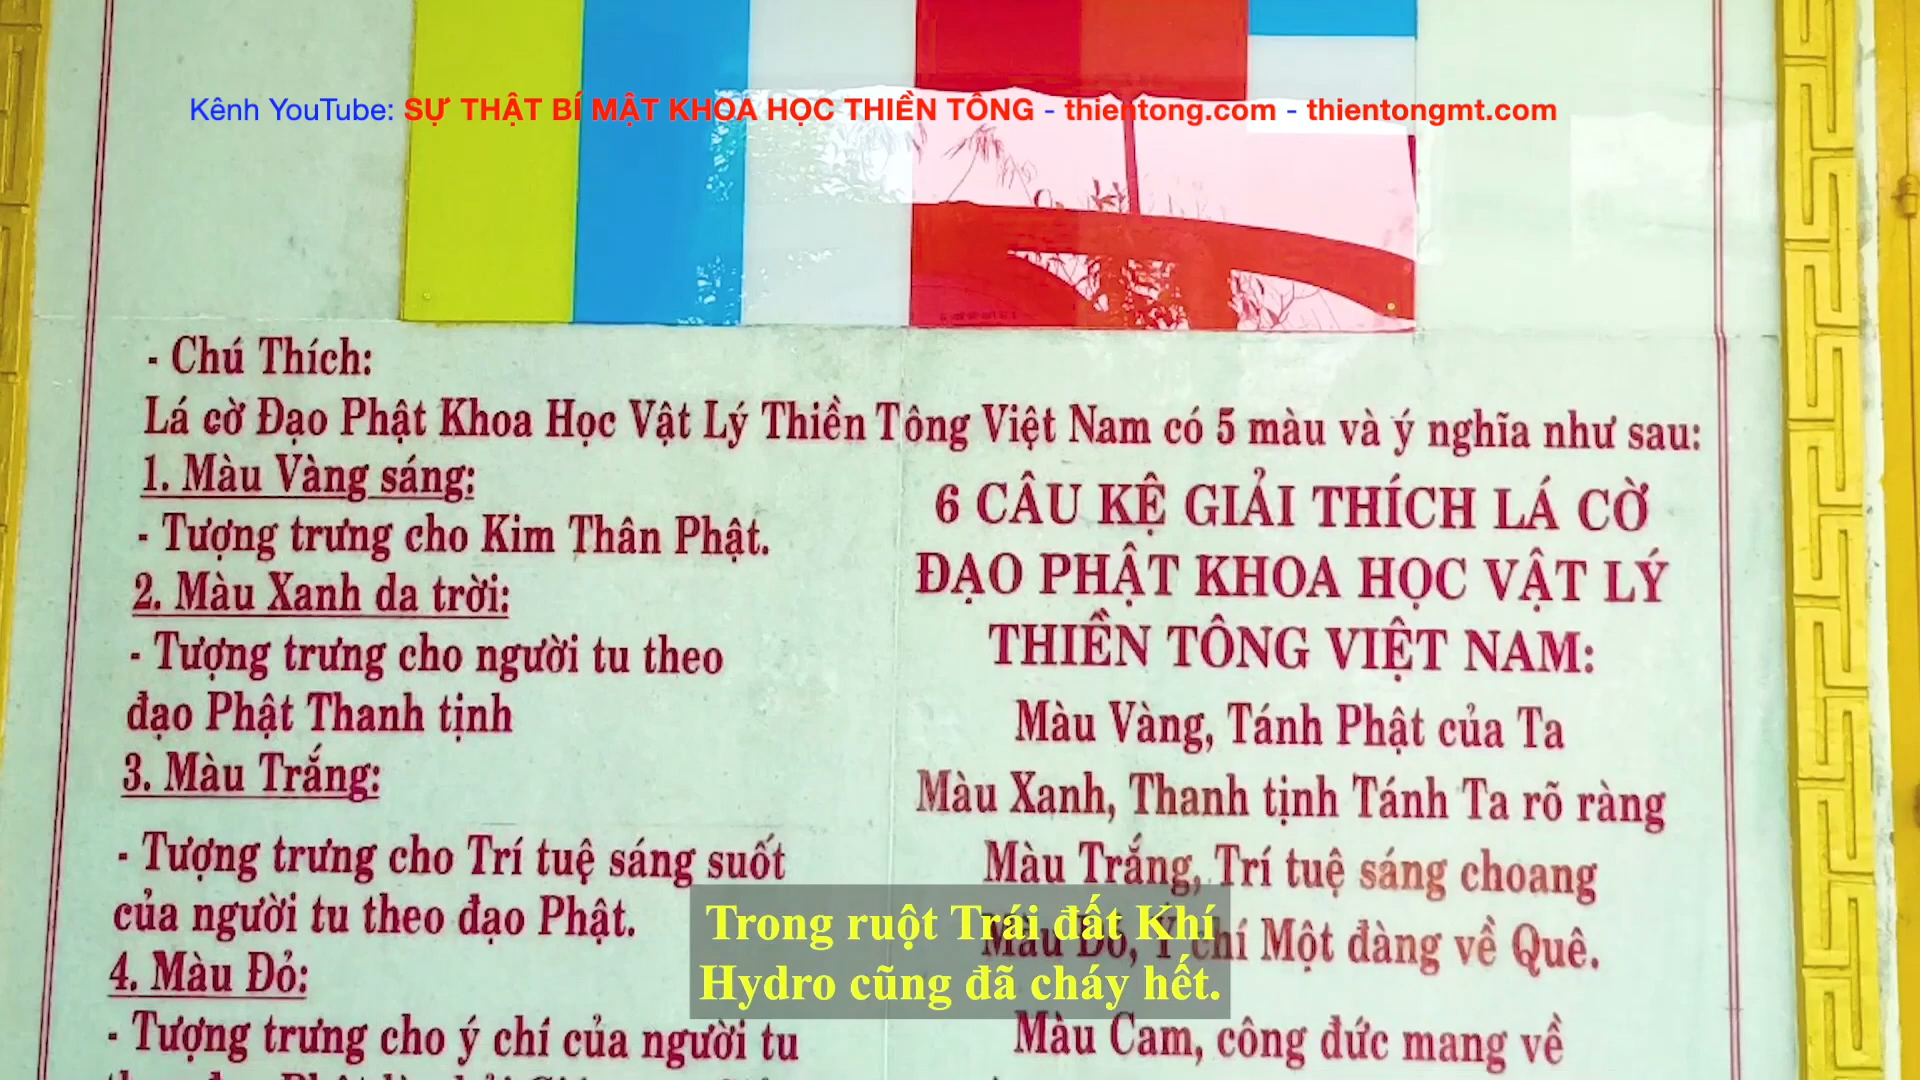 Kênh YouTube: SỰ THẬT BÍ MẬT KHOA HỌC THIỀN TÔNG - thientong.com - thientongmt.com
- Chú Thích:
Lá cờ Đạo Phật Khoa Học Vật Lý Thiền Tông Việt Nam có 5 màu và ý nghĩa như sau:
1. Màu Vàng sáng:
- Tượng trưng cho Kim Thân Phật.
2. Màu Xanh da trời:
- Tượng trưng cho người tu theo
đạo Phật Thanh tịnh
3. Màu Trắng:
- Tượng trưng cho Trí tuệ sáng suốt
của người tu theo đạo Phật.
4. Màu Đỏ:
- Tượng trưng cho ý chí của người tu
6 CÂU KỆ GIẢI THÍCH LÁ CỜ
ĐẠO PHẬT KHOA HỌC VẬT LÝ
THIỀN TÔNG VIỆT NAM:
Màu Vàng, Tánh Phật của Ta
Màu Xanh, Thanh tịnh Tánh Ta rõ ràng
Màu Trắng, Trí tuệ sáng choang
Màu Đỏ, Ý chí Một đàng về Quê.
Màu Cam, công đức mang về
Trong ruột Trái đất Khí
Hydro cũng đã cháy hết.